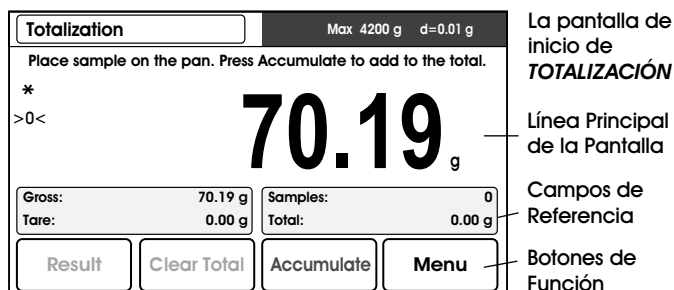 Totalization Max 4200 g d=0.01 g
Place sample on the pan. Press Accumulate to add to the total.
*
>0<
70.19 g
Gross: 70.19 g Samples: 0
Tare: 0.00 g Total: 0.00 g
Result Clear Total Accumulate Menu
La pantalla de
inicio de
TOTALIZACIÓN
Línea Principal
de la Pantalla
Campos de
Referencia
Botones de
Función